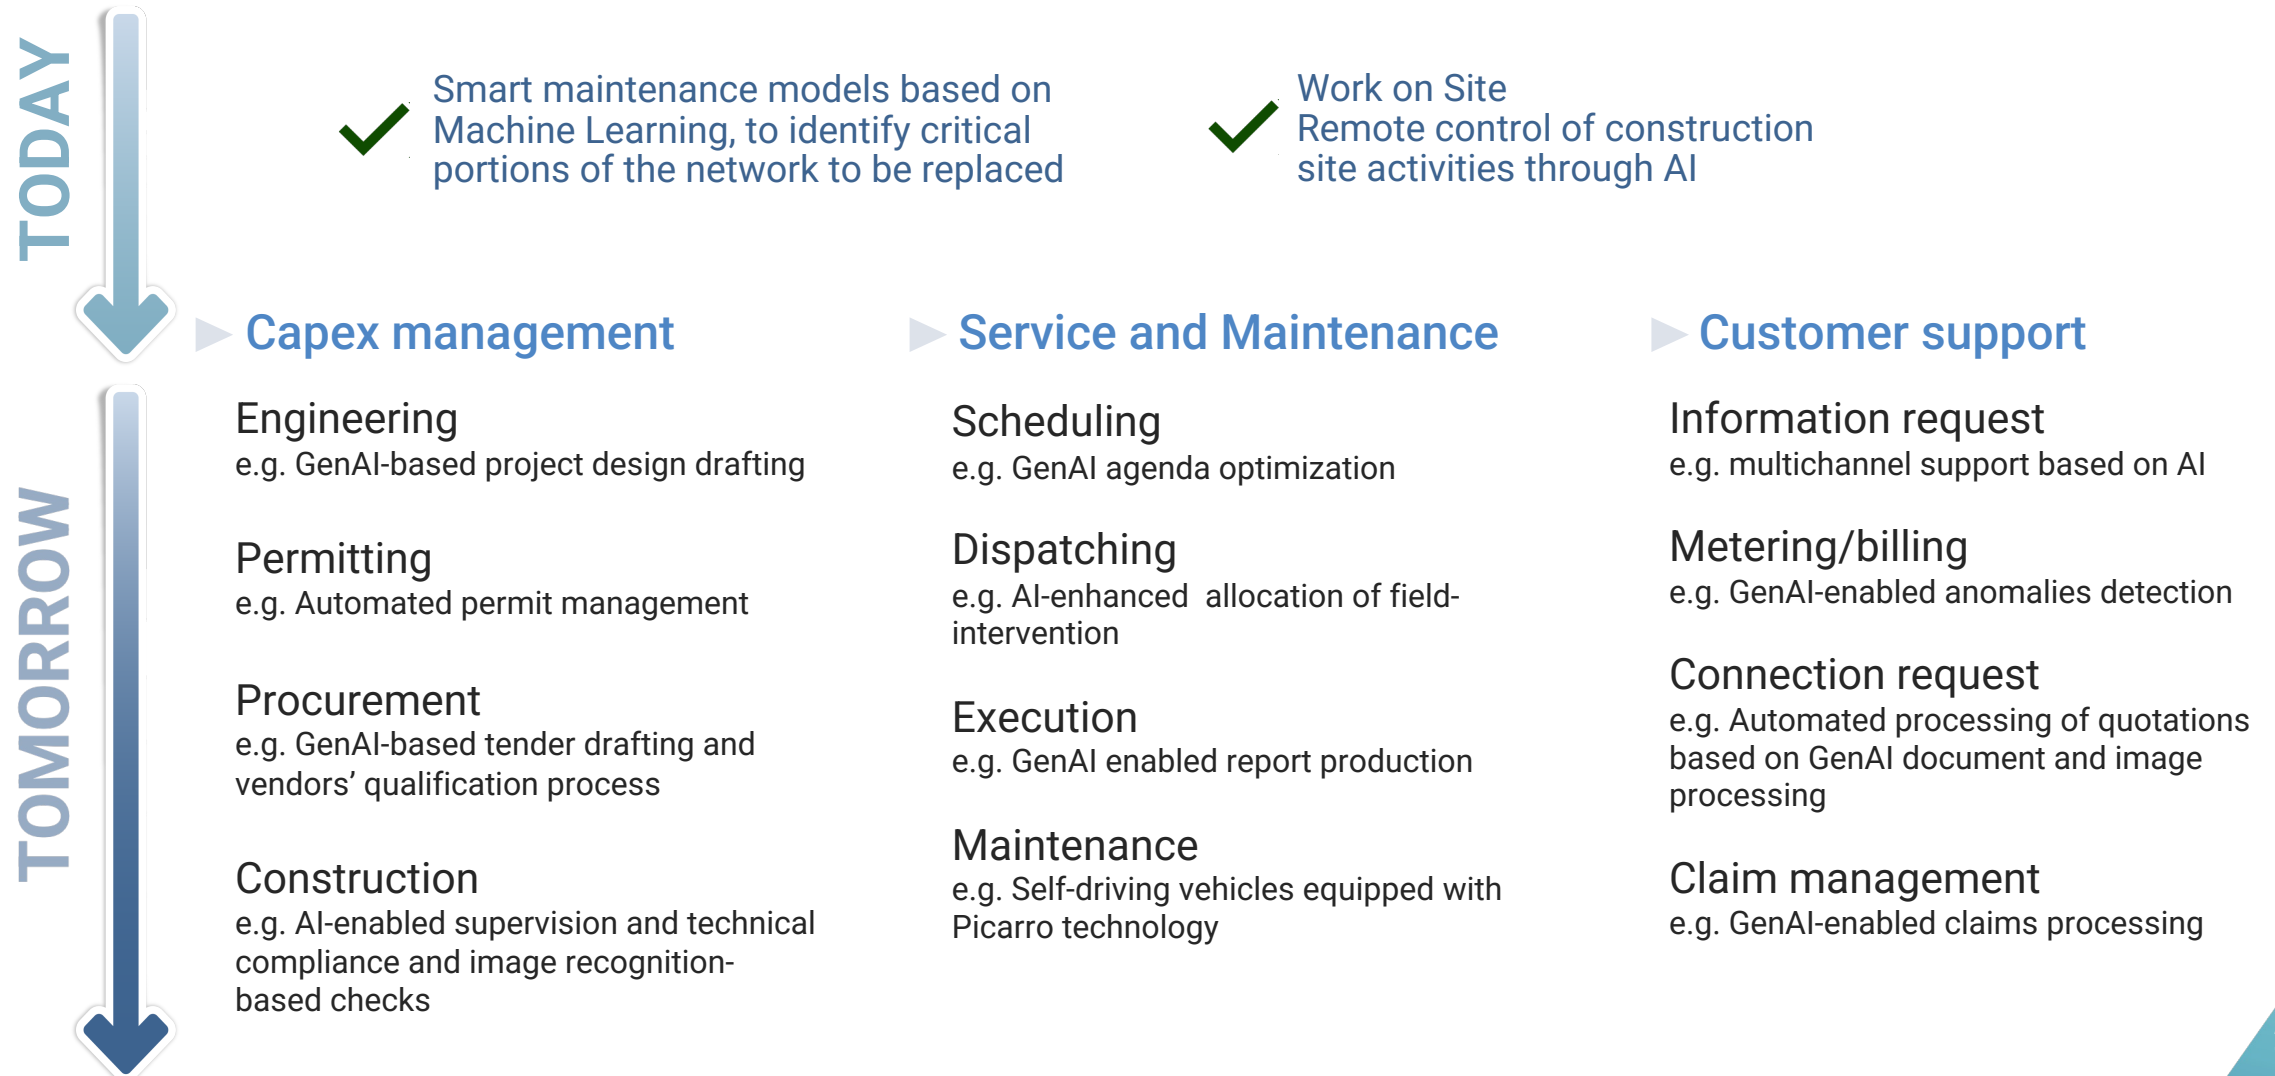 TODAY
Smart maintenance models based on
Machine Learning, to identify critical
portions of the network to be replaced
Work on Site
Remote control of construction
site activities through AI
TOMORROW
Capex management
Engineering
e.g. GenAI-based project design drafting
Permitting
e.g. Automated permit management
Procurement
e.g. GenAI-based tender drafting and
vendors’ qualification process
Construction
e.g. AI-enabled supervision and technical
compliance and image recognition-
based checks
Service and Maintenance
Scheduling
e.g. GenAI agenda optimization
Dispatching
e.g. AI-enhanced  allocation of field-
intervention
Execution
e.g. GenAI enabled report production
Maintenance
e.g. Self-driving vehicles equipped with
Picarro technology
Customer support
Information request
e.g. multichannel support based on AI
Metering/billing
e.g. GenAI-enabled anomalies detection
Connection request
e.g. Automated processing of quotations
based on GenAI document and image
processing
Claim management
e.g. GenAI-enabled claims processing